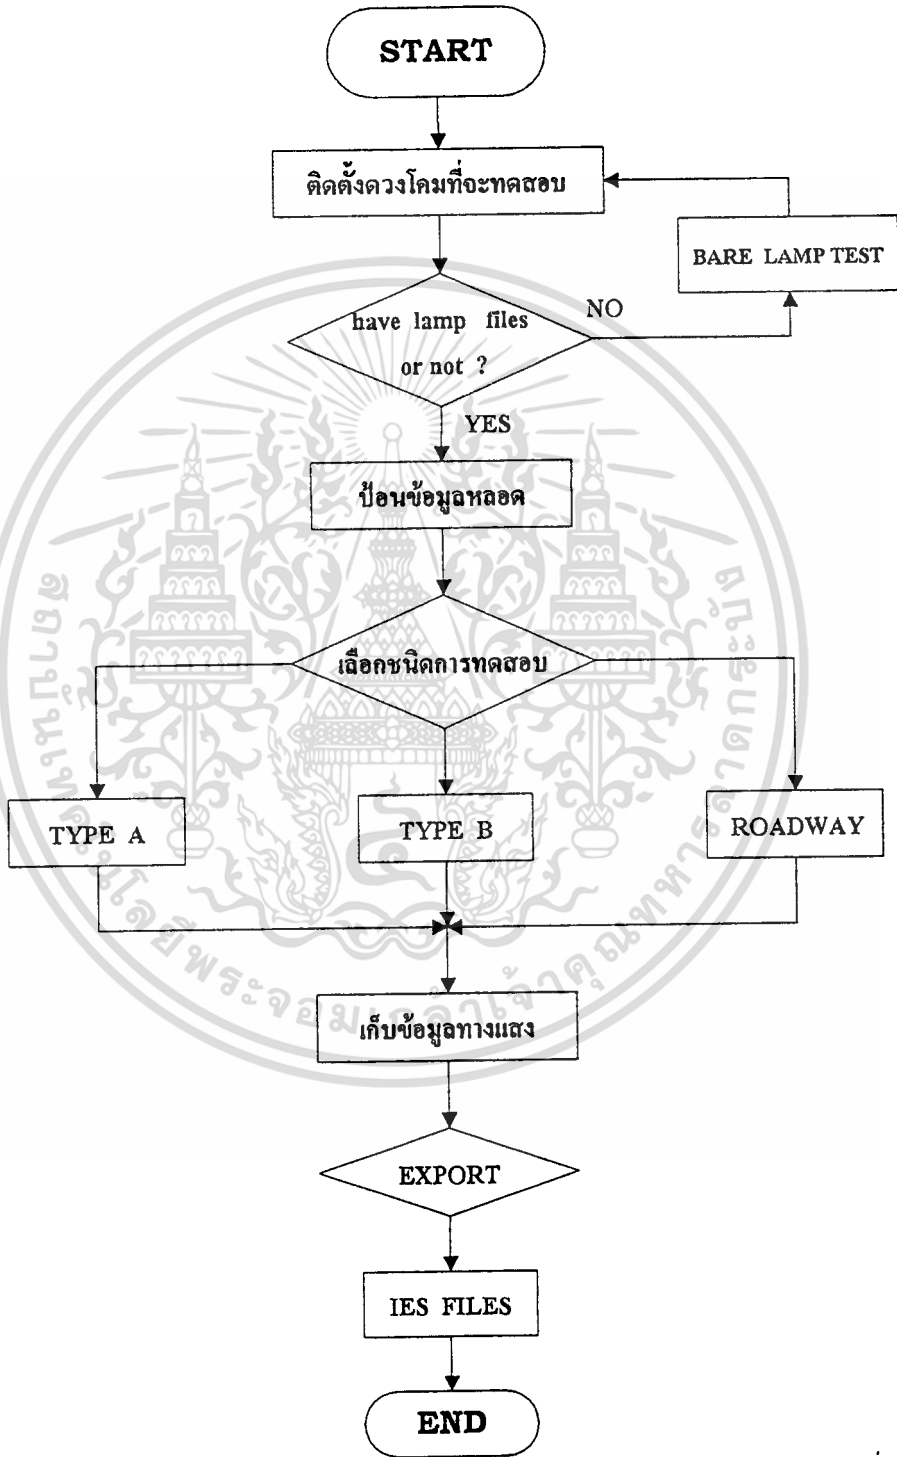 START
ติดตั้งดวงโคมที่จะทดสอบ
BARE LAMP TEST
have lamp files
or not ?
NO
YES
ป้อนข้อมูลหลอด
เลือกชนิดการทดสอบ
TYPE A
TYPE B
ROADWAY
เก็บข้อมูลทางแสง
EXPORT
IES FILES
END